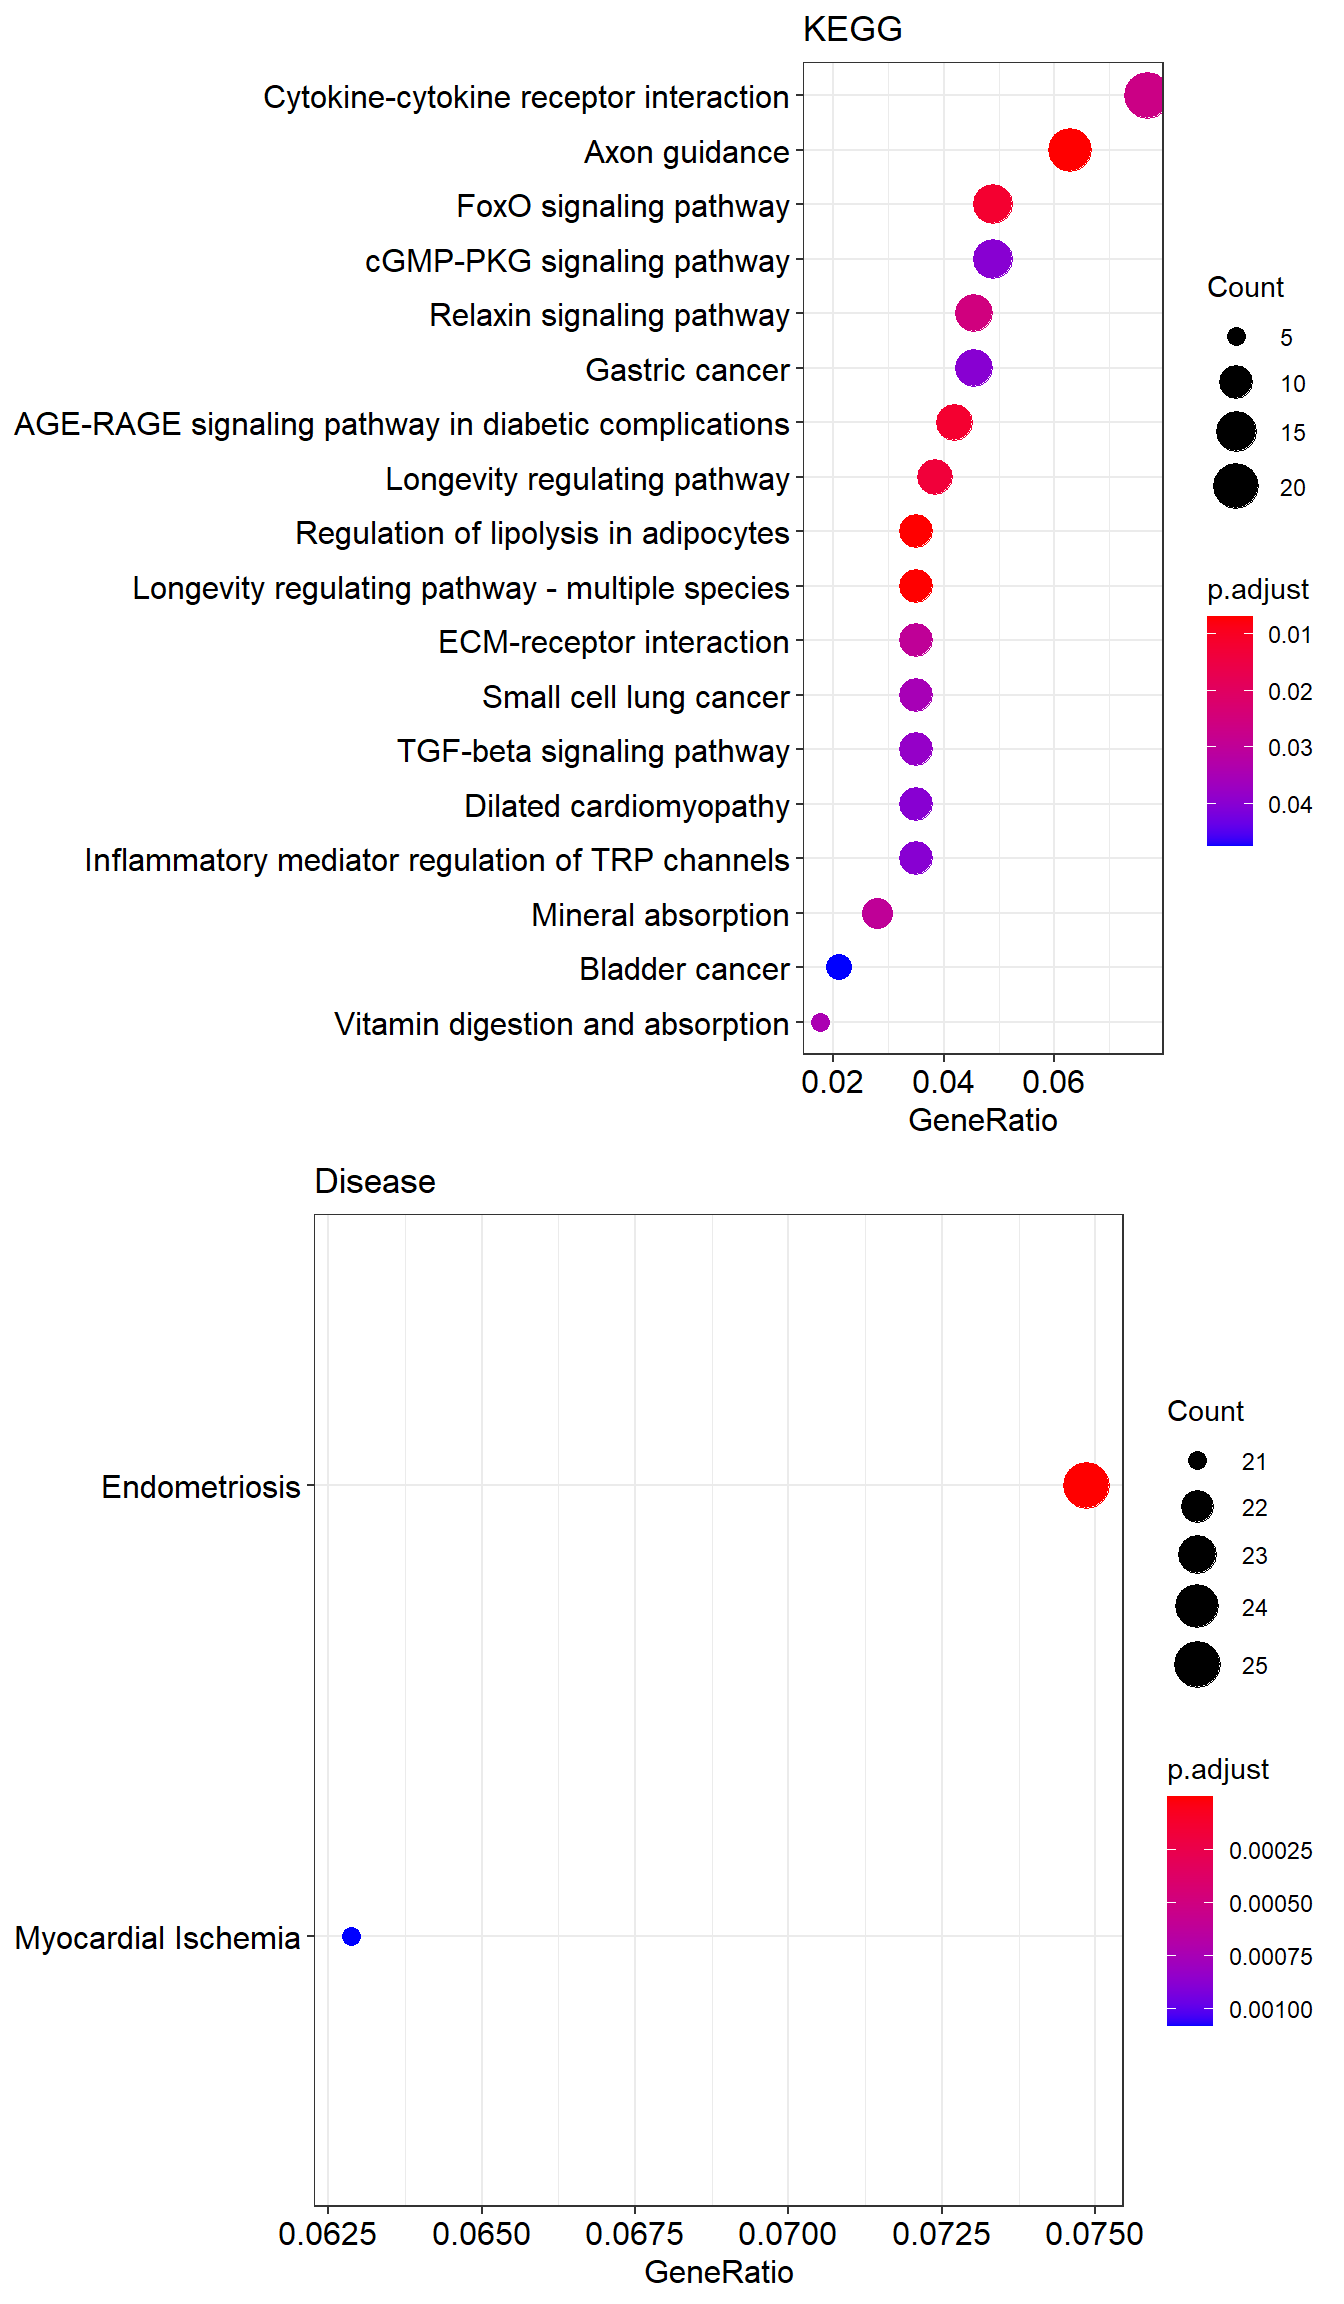 KEGG
Cytokine-cytokine receptor interaction
Axon guidance
FoxO signaling pathway
cGMP-PKG signaling pathway
Relaxin signaling pathway
Gastric cancer
AGE-RAGE signaling pathway in diabetic complications
Longevity regulating pathway
Regulation of lipolysis in adipocytes
Longevity regulating pathway - multiple species
ECM-receptor interaction
Small cell lung cancer
TGF-beta signaling pathway
Dilated cardiomyopathy
Inflammatory mediator regulation of TRP channels
Mineral absorption
Bladder cancer
Vitamin digestion and absorption
0.02 0.04 0.06
GeneRatio
Count
5
10
15
20
p.adjust
0.01
0.02
0.03
0.04
Disease
Endometriosis
Myocardial Ischemia
0.0625 0.0650 0.0675 0.0700 0.0725 0.0750
GeneRatio
Count
21
22
23
24
25
p.adjust
0.00025
0.00050
0.00075
0.00100